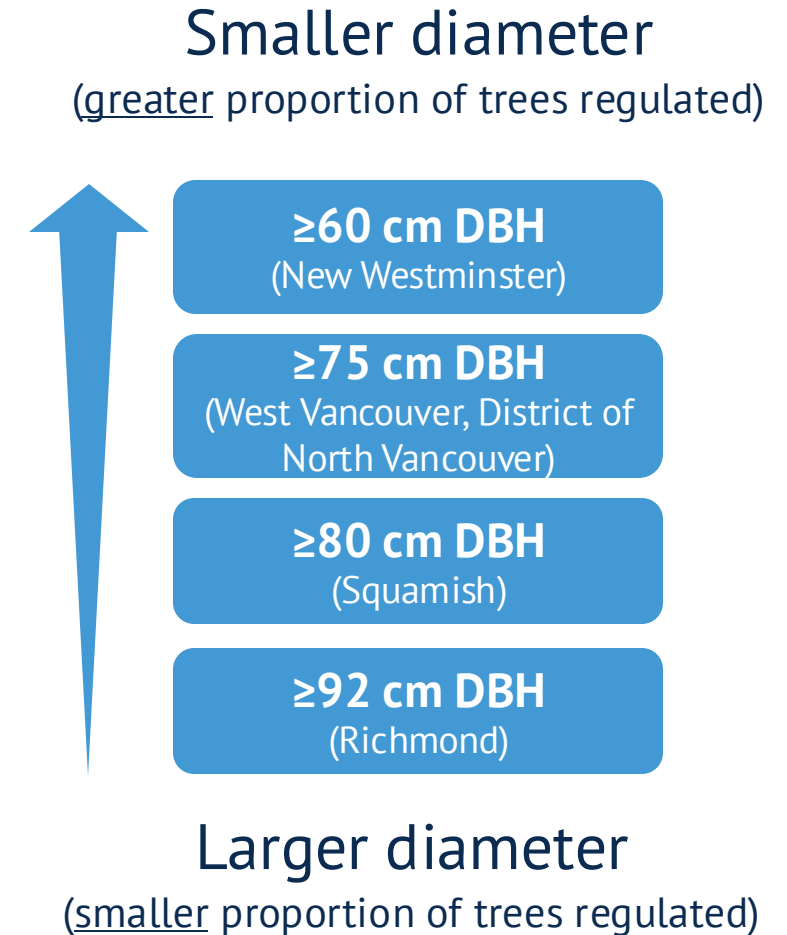 Smaller diameter
(greater proportion of trees regulated)
≥60 cm DBH
(New Westminster)
≥75 cm DBH
(West Vancouver, District of
North Vancouver)
≥80 cm DBH
(Squamish)
≥92 cm DBH
(Richmond)
Larger diameter
(smaller proportion of trees regulated)